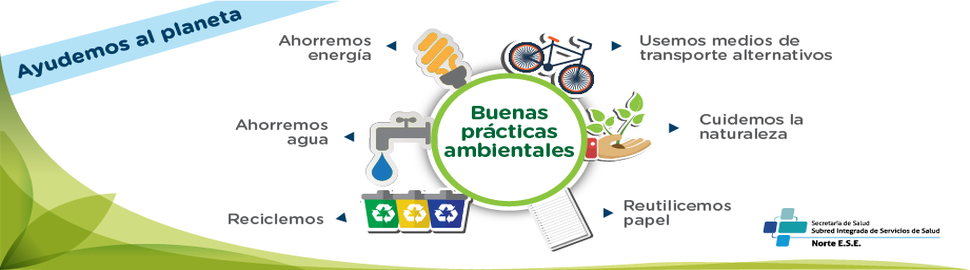 Ayudemos al planeta
Ahorremos
energía
Usemos medios de
transporte alternativos
Ahorremos
agua
Buenas
prácticas
ambientales
Cuidemos la
naturaleza
Reciclemos
Reutilicemos
papel
Secretaría de Salud
Subred Integrada de Servicios de Salud
Norte E.S.E.